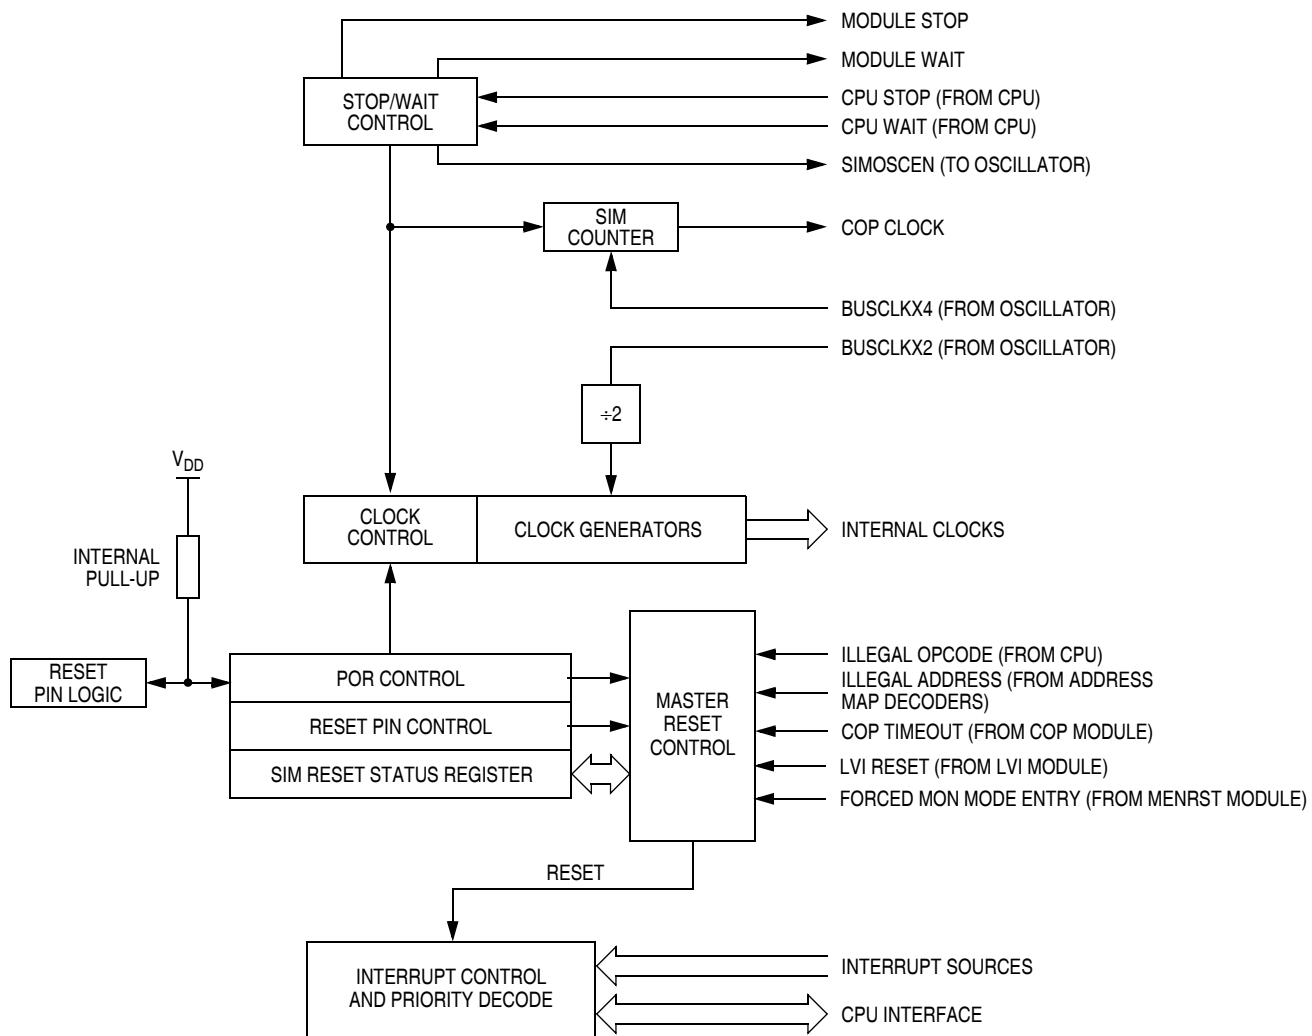 MODULE STOP
MODULE WAIT
STOP/WAIT
CONTROL
CPU STOP (FROM CPU)
CPU WAIT (FROM CPU)
SIMOSCEN (TO OSCILLATOR)
SIM
COUNTER
COP CLOCK
BUSCLKX4 (FROM OSCILLATOR)
BUSCLKX2 (FROM OSCILLATOR)
÷2
VDD
CLOCK
CONTROL
CLOCK GENERATORS
INTERNAL CLOCKS
INTERNAL
PULL-UP
RESET
PIN LOGIC
POR CONTROL
RESET PIN CONTROL
SIM RESET STATUS REGISTER
MASTER
RESET
CONTROL
ILLEGAL OPCODE (FROM CPU)
ILLEGAL ADDRESS (FROM ADDRESS
MAP DECODERS)
COP TIMEOUT (FROM COP MODULE)
LVI RESET (FROM LVI MODULE)
FORCED MON MODE ENTRY (FROM MENRST MODULE)
RESET
INTERRUPT CONTROL
AND PRIORITY DECODE
INTERRUPT SOURCES
CPU INTERFACE